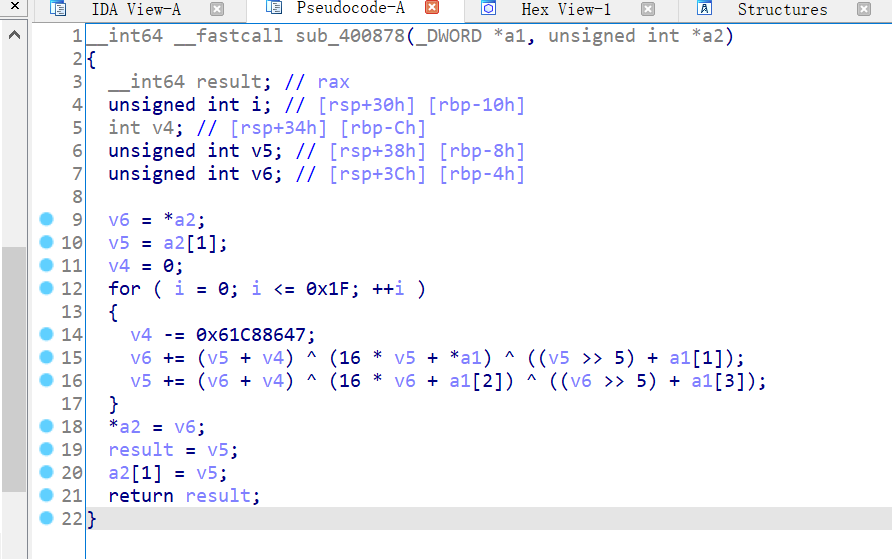 IDA View-A Pseudocode-A Hex View-1 Structures
1 __int64 __fastcall sub_400878(_DWORD *a1, unsigned int *a2)
2 {
3 __int64 result; // rax
4 unsigned int i; // [rsp+30h] [rbp-10h]
5 int v4; // [rsp+34h] [rbp-Ch]
6 unsigned int v5; // [rsp+38h] [rbp-8h]
7 unsigned int v6; // [rsp+3Ch] [rbp-4h]
8
9 v6 = *a2;
10 v5 = a2[1];
11 v4 = 0;
12 for ( i = 0; i <= 0x1F; ++i )
13 {
14 v4 -= 0x61C88647;
15 v6 += (v5 + v4) ^ (16 * v5 + *a1) ^ ((v5 >> 5) + a1[1]);
16 v5 += (v6 + v4) ^ (16 * v6 + a1[2]) ^ ((v6 >> 5) + a1[3]);
17 }
18 *a2 = v6;
19 result = v5;
20 a2[1] = v5;
21 return result;
22 }